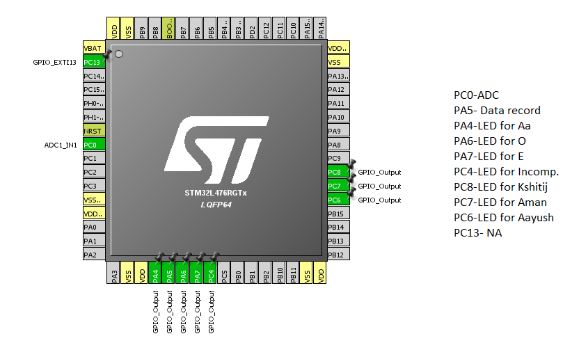 VDD VSS PB9 PB8 BOO.. PB7 PB6 PB5 PB4.. PB3.. PD2 PC12 PC11 PC10 PA15.. PA14..
VBAT
VDD..
GPIO_EXTI13 PC13
VSS
PC14..
PA13..
PC15..
PA12
PH0-..
PA11
PH1-..
PA10
NRST
PA9
ADC1_IN1 PC0
PA8
PC1
PC9
PC2
PC8 GPIO_Output
PC3
PC7 GPIO_Output
VSS..
PC6 GPIO_Output
VDD..
PB15
PA0
PB14
PA1
PB13
PA2
PB12
ST
STM32L476RGTx
LQFP64
PA3 VSS VDD PA4 PA5 PA6 PA7 PC4 PC5 PB0 PB1 PB2 PB10 PB11 VSS VDD
GPIO_Output GPIO_Output GPIO_Output GPIO_Output GPIO_Output
PC0-ADC
PA5- Data record
PA4-LED for Aa
PA6-LED for O
PA7-LED for E
PC4-LED for Incomp.
PC8-LED for Kshitij
PC7-LED for Aman
PC6-LED for Aayush
PC13- NA